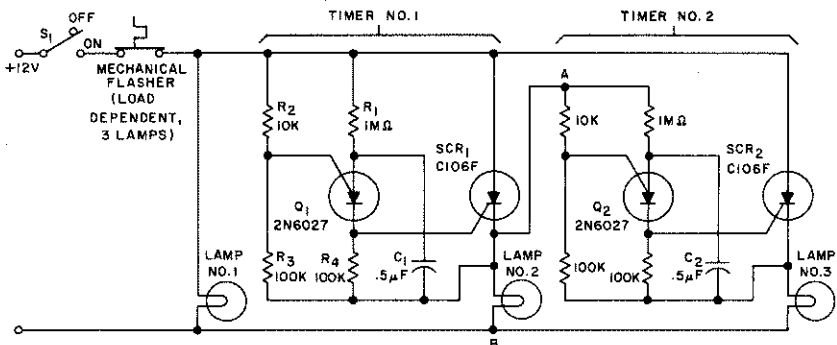 TIMER NO.1
TIMER NO.2
OFF
S1
ON
+12V
MECHANICAL
FLASHER
(LOAD
DEPENDENT,
3 LAMPS)
A
R2
10K
R1
1MΩ
SCR1
C106F
10K
1MΩ
SCR2
C106F
Q1
2N6027
Q2
2N6027
LAMP
NO.1
R3
100K
R4
100K
C1
.5μF
LAMP
NO.2
100K
100K
C2
.5μF
LAMP
NO.3
B